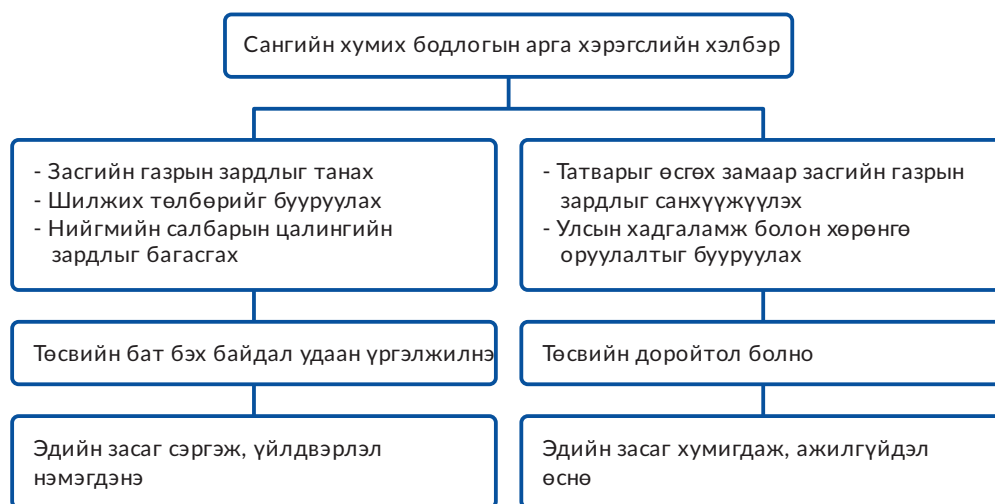 Сангийн хумих бодлогын арга хэрэгслийн хэлбэр
- Засгийн газрын зардлыг танах
- Шилжих төлбөрийг бууруулах
- Нийгмийн салбарын цалингийн
зардлыг багасгах
- Татварыг өсгөх замаар засгийн газрын
зардлыг санхүүжүүлэх
- Улсын хадгаламж болон хөрөнгө
оруулалтыг бууруулах
Төсвийн бат бэх байдал удаан үргэлжилнэ
Төсвийн доройтол болно
Эдийн засаг сэргэж, үйлдвэрлэл
нэмэгдэнэ
Эдийн засаг хумигдаж, ажилгүйдэл
өснө